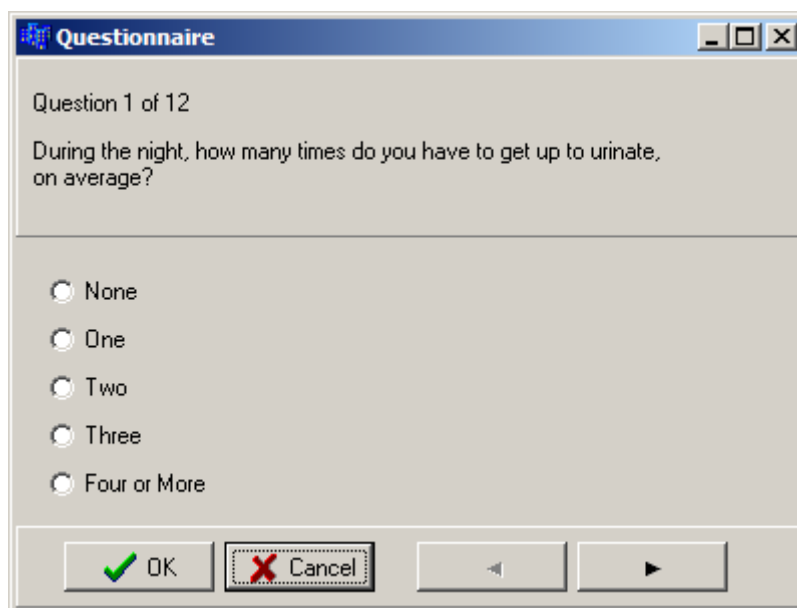 Questionnaire
Question 1 of 12
During the night, how many times do you have to get up to urinate,
on average?
None
One
Two
Three
Four or More
OK
Cancel